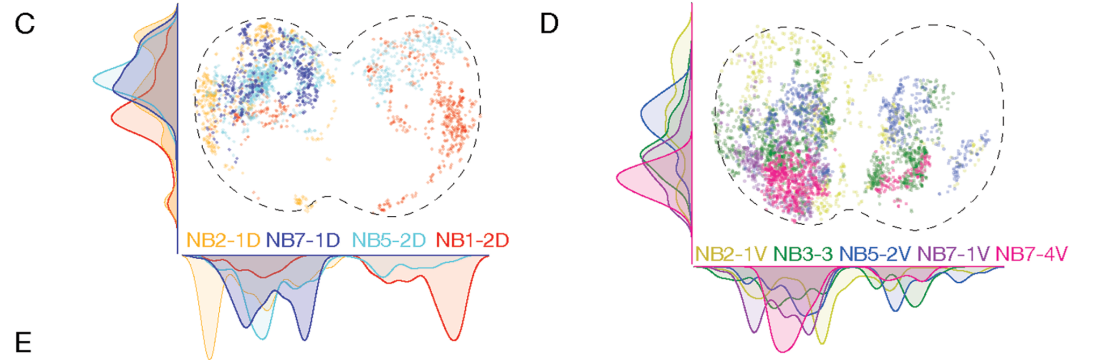 C
D
NB2-1D NB7-1D NB5-2D NB1-2D
NB2-1V NB3-3 NB5-2V NB7-1V NB7-4V
E